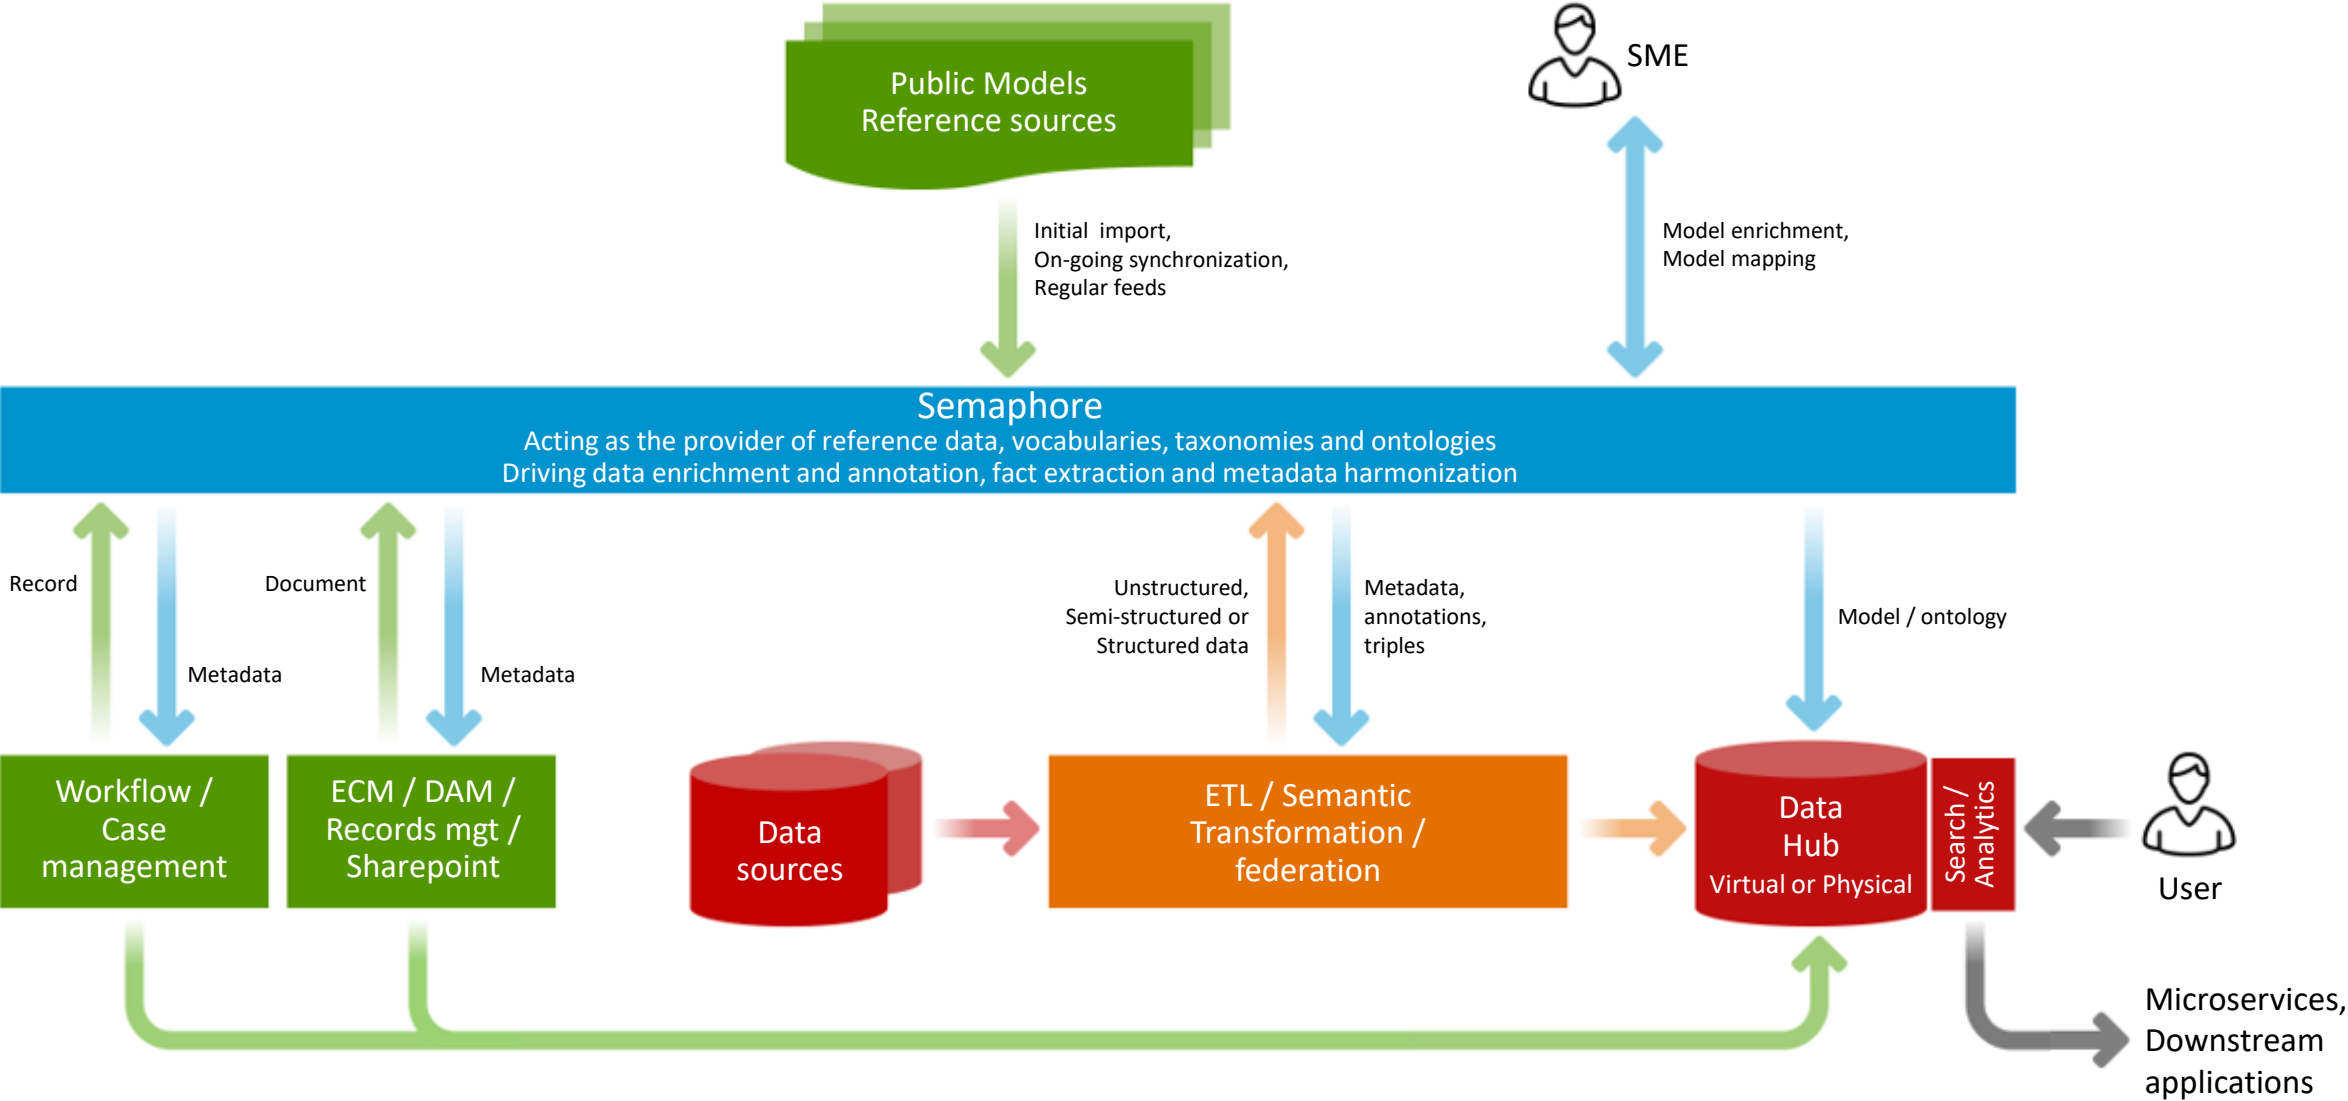 Public Models
Reference sources
SME
Initial import,
On-going synchronization,
Regular feeds
Model enrichment,
Model mapping
Semaphore
Acting as the provider of reference data, vocabularies, taxonomies and ontologies
Driving data enrichment and annotation, fact extraction and metadata harmonization
Record
Metadata
Document
Metadata
Unstructured,
Semi-structured or
Structured data
Metadata,
annotations,
triples
Model / ontology
Workflow /
Case
management
ECM / DAM /
Records mgt /
Sharepoint
Data
sources
ETL / Semantic
Transformation /
federation
Data
Hub
Virtual or Physical
Search /
Analytics
User
Microservices,
Downstream
applications